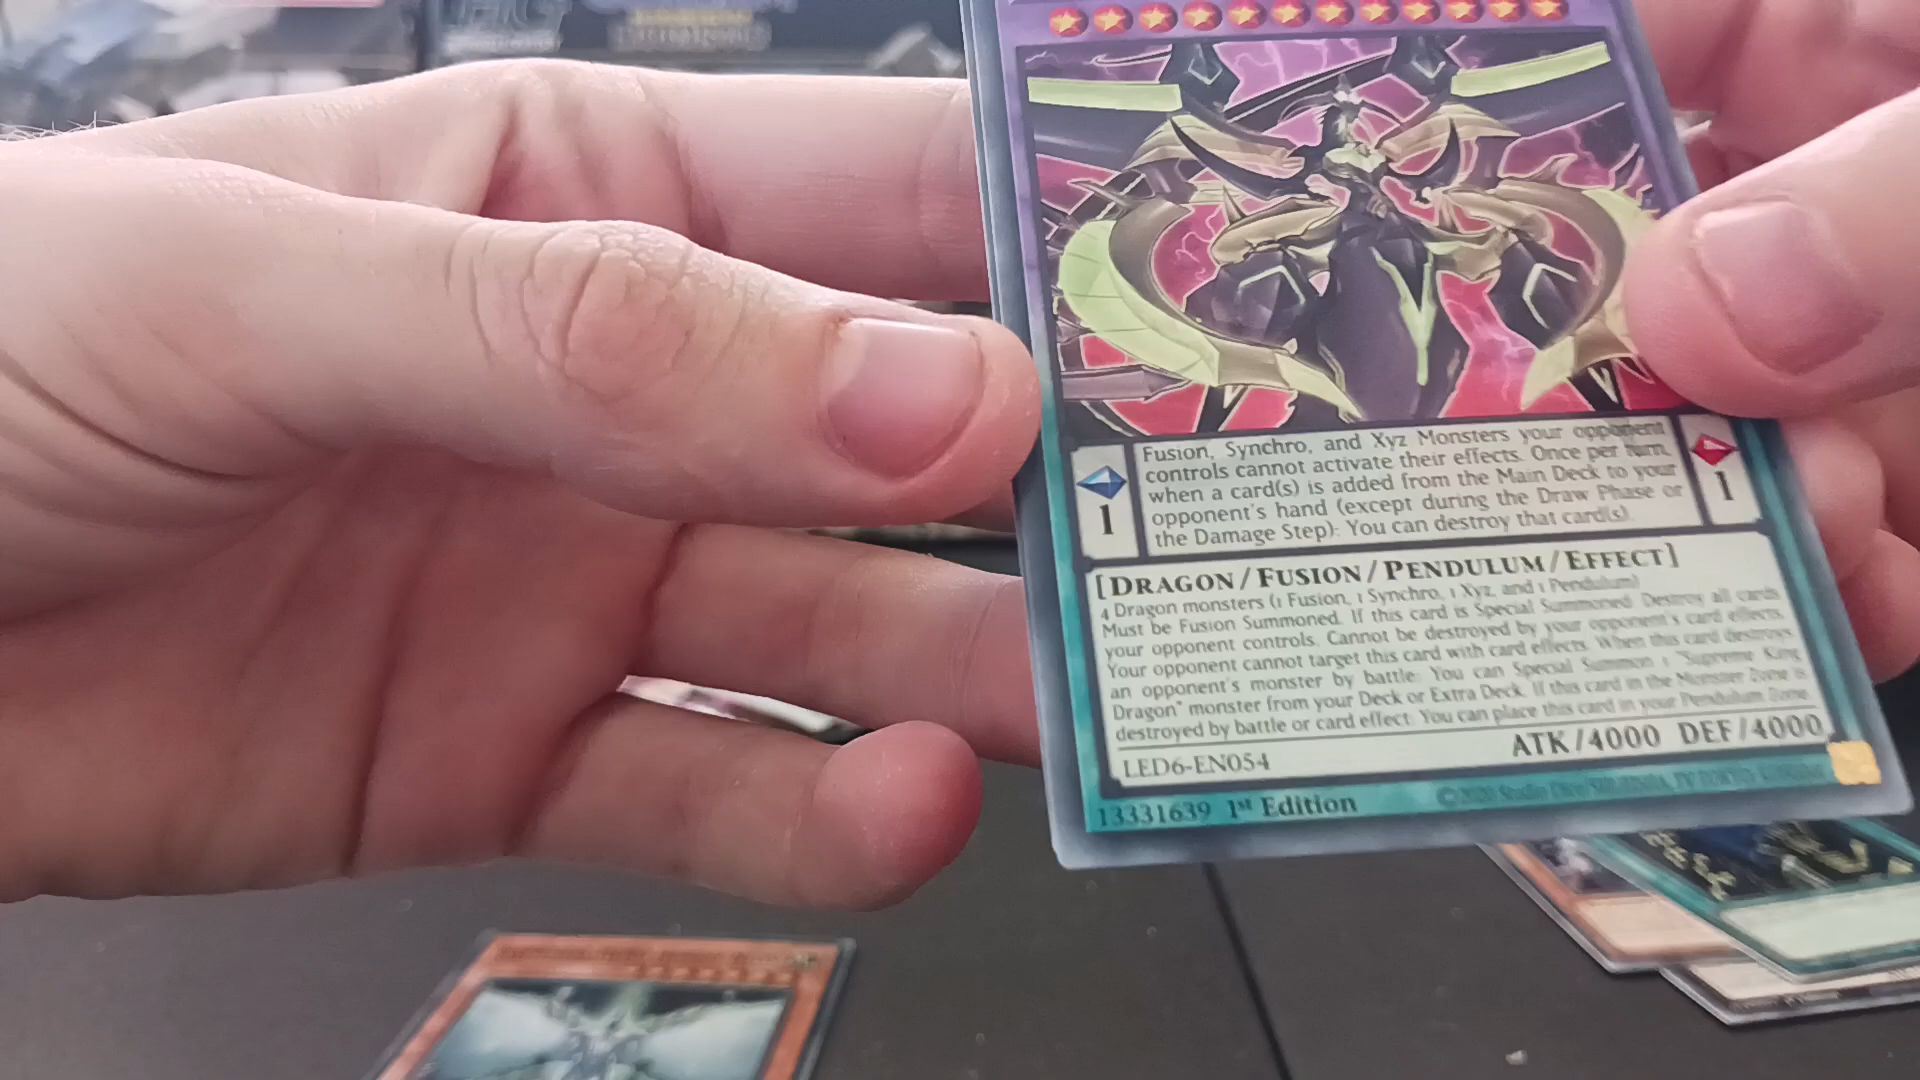 Fusion, Synchro, and Xyz Monsters your opponent
controls cannot activate their effects. Once per turn,
when a card(s) is added from the Main Deck to your
opponent's hand (except during the Draw Phase or
the Damage Step): You can destroy that card(s).
1
1
[DRAGON/FUSION/PENDULUM/EFFECT]
4 Dragon monsters (1 Fusion, 1 Synchro, 1 Xyz, and 1 Pendulum)
Must be Fusion Summoned. If this card is Special Summoned: Destroy all cards
your opponent controls. Cannot be destroyed by your opponent's card effects.
Your opponent cannot target this card with card effects. When this card destroys
an opponent's monster by battle: You can Special Summon 1 "Supreme King
Dragon" monster from your Deck or Extra Deck. If this card in the Monster Zone is
destroyed by battle or card effect: You can place this card in your Pendulum Zone.
ATK/4000 DEF/4000
LED6-EN054
13331639 1st Edition